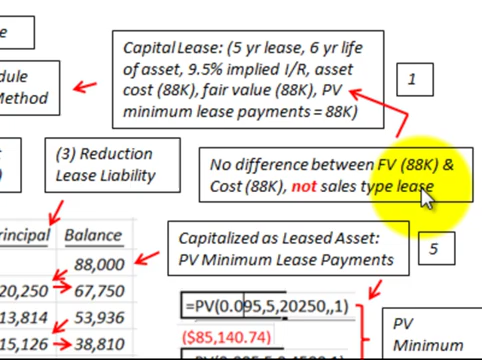 e
Capital Lease: (5 yr lease, 6 yr life
of asset, 9.5% implied I/R, asset
cost (88K), fair value (88K), PV
minimum lease payments = 88K)
1
dule
Method
(3) Reduction
Lease Liability
No difference between FV (88K) &
Cost (88K), not sales type lease
rincipal Balance
88,000
20,250 67,750
13,814 53,936
15,126 38,810
Capitalized as Leased Asset:
PV Minimum Lease Payments
5
=PV(0.095,5,20250,,1)
($85,140.74)
PV
Minimum